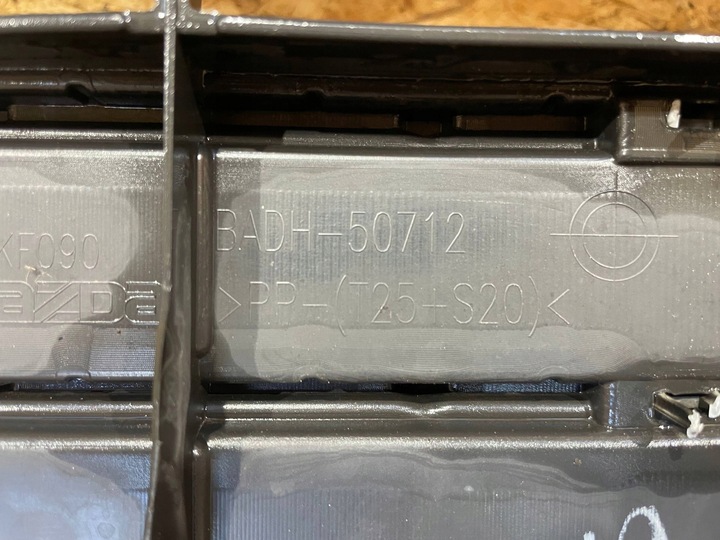 KF090
mazda
BADH-50712
>PP-(T25+S20)<